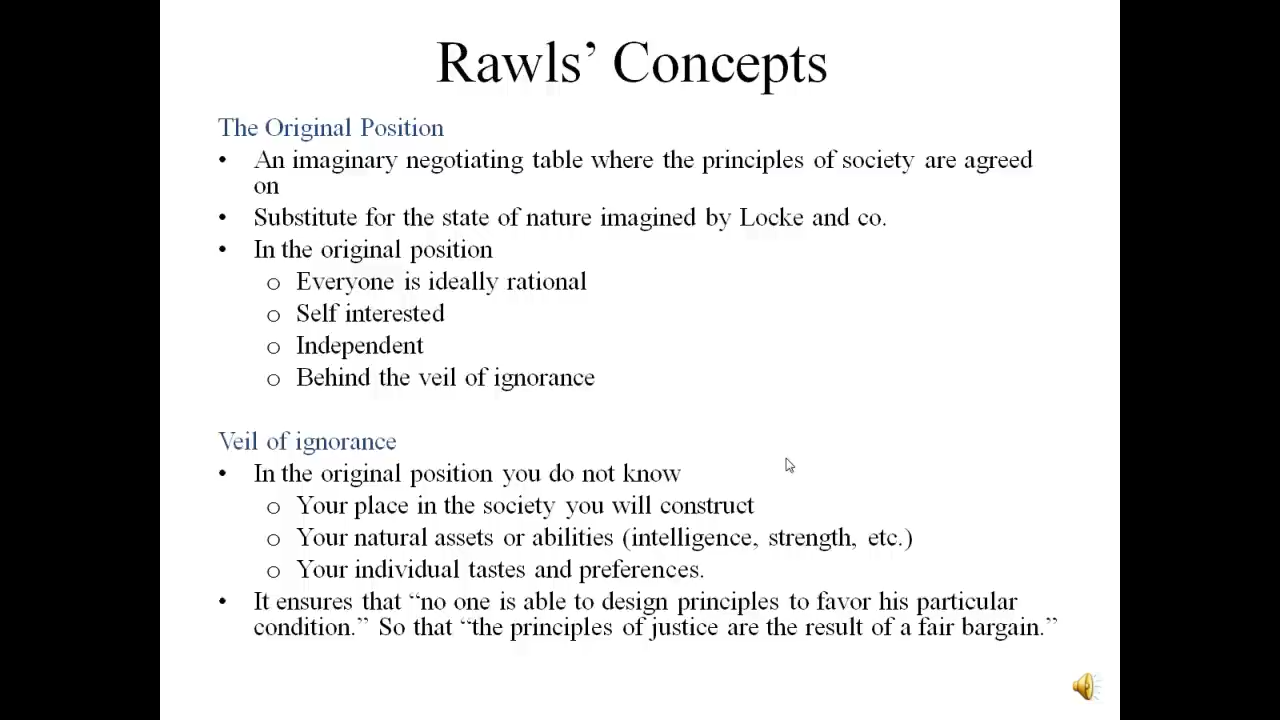 Rawls’ Concepts
The Original Position
• An imaginary negotiating table where the principles of society are agreed
on
• Substitute for the state of nature imagined by Locke and co.
• In the original position
o Everyone is ideally rational
o Self interested
o Independent
o Behind the veil of ignorance
Veil of ignorance
• In the original position you do not know
o Your place in the society you will construct
o Your natural assets or abilities (intelligence, strength, etc.)
o Your individual tastes and preferences.
• It ensures that “no one is able to design principles to favor his particular
condition.” So that “the principles of justice are the result of a fair bargain.”